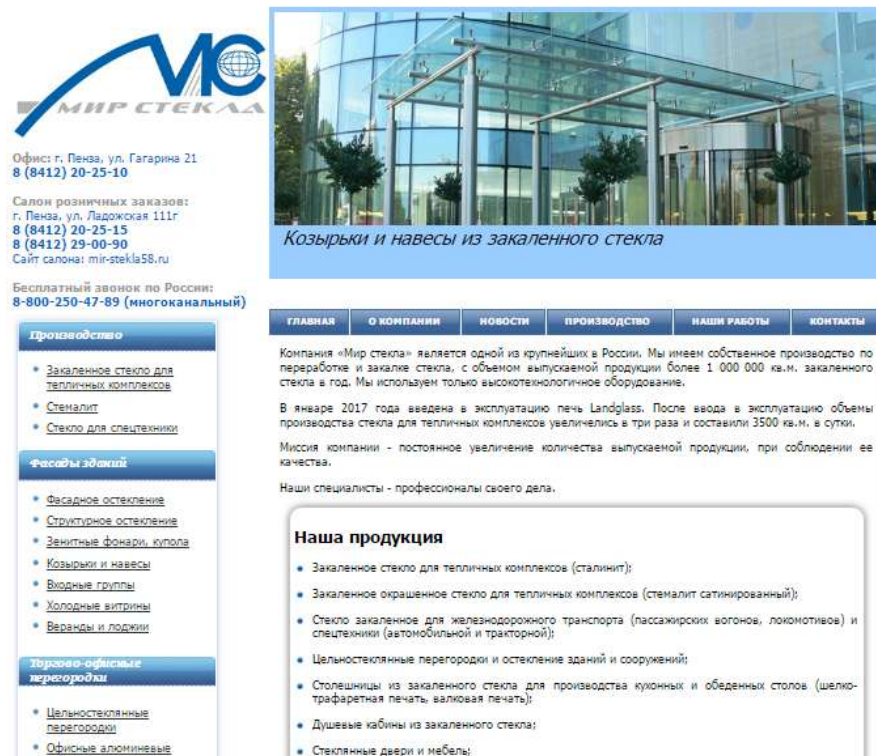 МС
МИР СТЕКЛА
Офис: г. Пенза, ул. Гагарина 21
8 (8412) 20-25-10
Салон розничных заказов:
г. Пенза, ул. Ладожская 111г
8 (8412) 20-25-15
8 (8412) 29-00-90
Сайт салона: mir-stekla58.ru
Бесплатный звонок по России:
8-800-250-47-89 (многоканальный)
Производство
Закаленное стекло для
тепличных комплексов
Стемалит
Стекло для спецтехники
Фасады зданий
Фасадное остекление
Структурное остекление
Зенитные фонари, купола
Козырьки и навесы
Входные группы
Холодные витрины
Веранды и лоджии
Торгово-офисные
перегородки
Цельностеклянные
перегородки
Офисные алюминевые
Козырьки и навесы из закаленного стекла
ГЛАВНАЯ О КОМПАНИИ НОВОСТИ ПРОИЗВОДСТВО НАШИ РАБОТЫ КОНТАКТЫ
Компания «Мир стекла» является одной из крупнейших в России. Мы имеем собственное производство по
переработке и закалке стекла, с объемом выпускаемой продукции более 1 000 000 кв.м. закаленного
стекла в год. Мы используем только высокотехнологичное оборудование.
В январе 2017 года введена в эксплуатацию печь Landglass. После ввода в эксплуатацию объемы
производства стекла для тепличных комплексов увеличелись в три раза и составили 3500 кв.м. в сутки.
Миссия компании - постоянное увеличение количества выпускаемой продукции, при соблюдении ее
качества.
Наши специалисты - профессионалы своего дела.
Наша продукция
Закаленное стекло для тепличных комплексов (сталинит);
Закаленное окрашенное стекло для тепличных комплексов (стемалит сатинированный);
Стекло закаленное для железнодорожного транспорта (пассажирских вогонов, локомотивов) и
спецтехники (автомобильной и тракторной);
Цельностеклянные перегородки и остекление зданий и сооружений;
Столешницы из закаленного стекла для производства кухонных и обеденных столов (шелко-
трафаретная печать, валковая печать);
Душевые кабины из закаленного стекла;
Стеклянные двери и мебель;